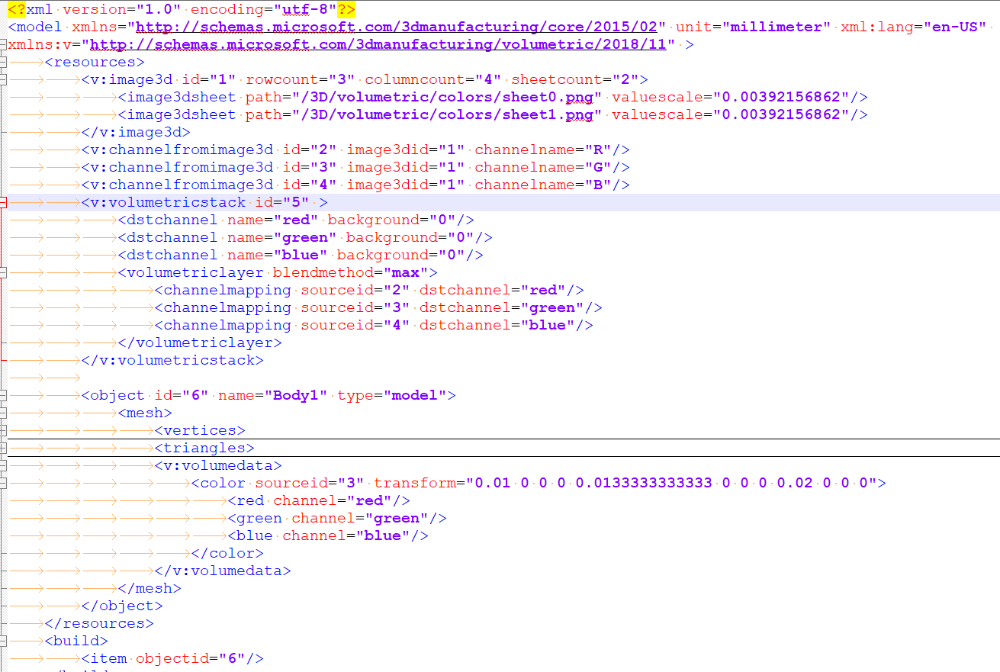 <?xml version="1.0" encoding="utf-8"?>
<model xmlns="http://schemas.microsoft.com/3dmanufacturing/core/2015/02" unit="millimeter" xml:lang="en-US"
xmlns:v="http://schemas.microsoft.com/3dmanufacturing/volumetric/2018/11" >
<resources>
<v:image3d id="1" rowcount="3" columncount="4" sheetcount="2">
<image3dsheet path="/3D/volumetric/colors/sheet0.png" valuescale="0.00392156862"/>
<image3dsheet path="/3D/volumetric/colors/sheet1.png" valuescale="0.00392156862"/>
</v:image3d>
<v:channelfromimage3d id="2" image3did="1" channelname="R"/>
<v:channelfromimage3d id="3" image3did="1" channelname="G"/>
<v:channelfromimage3d id="4" image3did="1" channelname="B"/>
<v:volumetricstack id="5" >
<dstchannel name="red" background="0"/>
<dstchannel name="green" background="0"/>
<dstchannel name="blue" background="0"/>
<volumetriclayer blendmethod="max">
<channelmapping sourceid="2" dstchannel="red"/>
<channelmapping sourceid="3" dstchannel="green"/>
<channelmapping sourceid="4" dstchannel="blue"/>
</volumetriclayer>
</v:volumetricstack>
<object id="6" name="Body1" type="model">
<mesh>
<vertices>
<triangles>
<v:volumedata>
<color sourceid="3" transform="0.01 0 0 0 0.0133333333333 0 0 0 0.02 0 0 0">
<red channel="red"/>
<green channel="green"/>
<blue channel="blue"/>
</color>
</v:volumedata>
</mesh>
</object>
</resources>
<build>
<item objectid="6"/>